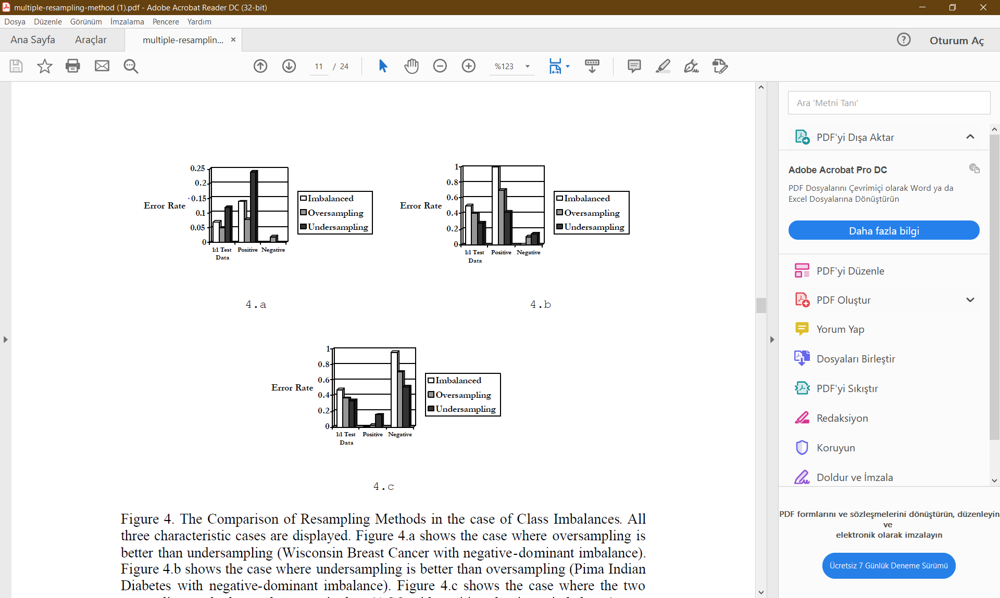 multiple-resampling-method (1).pdf - Adobe Acrobat Reader DC (32-bit)
Dosya Düzenle Görünüm İmzalama Pencere Yardım
Ana Sayfa Araçlar multiple-resamplin... × ? Oturum Aç
11 / 24 %123
0.25
0.2
0.15
0.1
0.05
0
Error Rate
1:1 Test Positive Negative
Data
Imbalanced
Oversampling
Undersampling
4.a
1
0.8
0.6
0.4
0.2
0
Error Rate
1:1 Test Positive Negative
Data
Imbalanced
Oversampling
Undersampling
4.b
1
0.8
0.6
0.4
0.2
0
Error Rate
1:1 Test Positive Negative
Data
Imbalanced
Oversampling
Undersampling
4.c
Figure 4. The Comparison of Resampling Methods in the case of Class Imbalances. All
three characteristic cases are displayed. Figure 4.a shows the case where oversampling is
better than undersampling (Wisconsin Breast Cancer with negative-dominant imbalance).
Figure 4.b shows the case where undersampling is better than oversampling (Pima Indian
Diabetes with negative-dominant imbalance). Figure 4.c shows the case where the two
Ara 'Metni Tanı'
PDF'yi Dışa Aktar
Adobe Acrobat Pro DC
PDF Dosyalarını Çevrimiçi olarak Word ya da
Excel Dosyalarına Dönüştürün
Daha fazla bilgi
PDF'yi Düzenle
PDF Oluştur
Yorum Yap
Dosyaları Birleştir
PDF'yi Sıkıştır
Redaksiyon
Koruyun
Doldur ve İmzala
PDF formlarını ve sözleşmelerini dönüştürün, düzenleyin
ve
elektronik olarak imzalayın
Ücretsiz 7 Günlük Deneme Sürümü